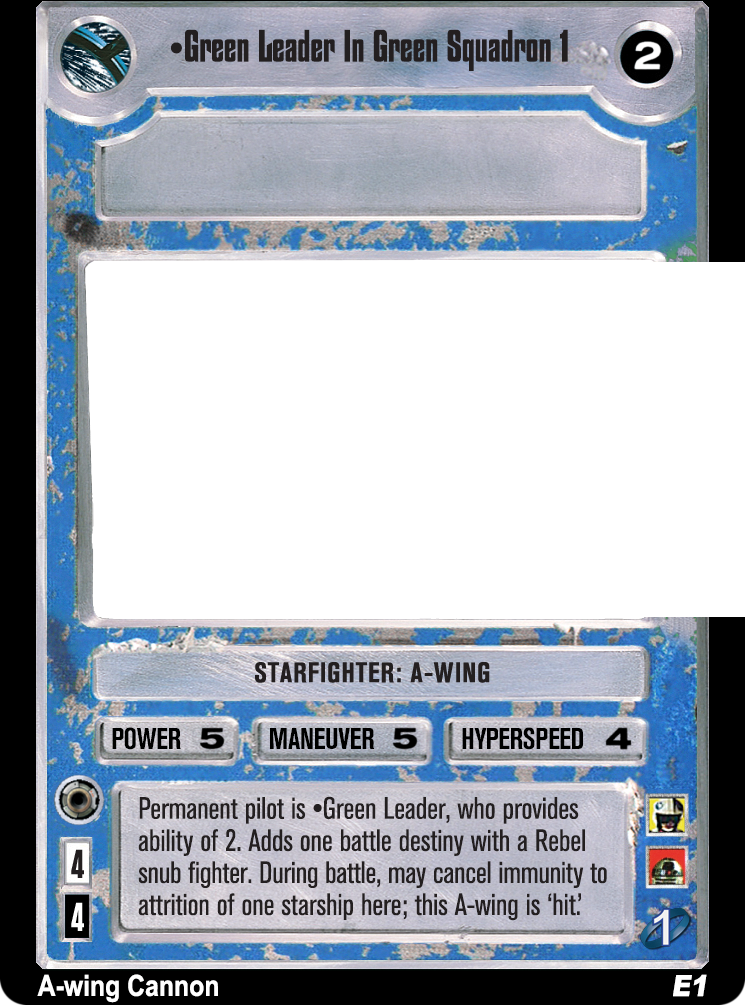 •Green Leader In Green Squadron 1
2
STARFIGHTER: A-WING
POWER 5
MANEUVER 5
HYPERSPEED 4
Permanent pilot is •Green Leader, who provides
ability of 2. Adds one battle destiny with a Rebel
snub fighter. During battle, may cancel immunity to
attrition of one starship here; this A-wing is ‘hit.’
4
4
1
A-wing Cannon
E1